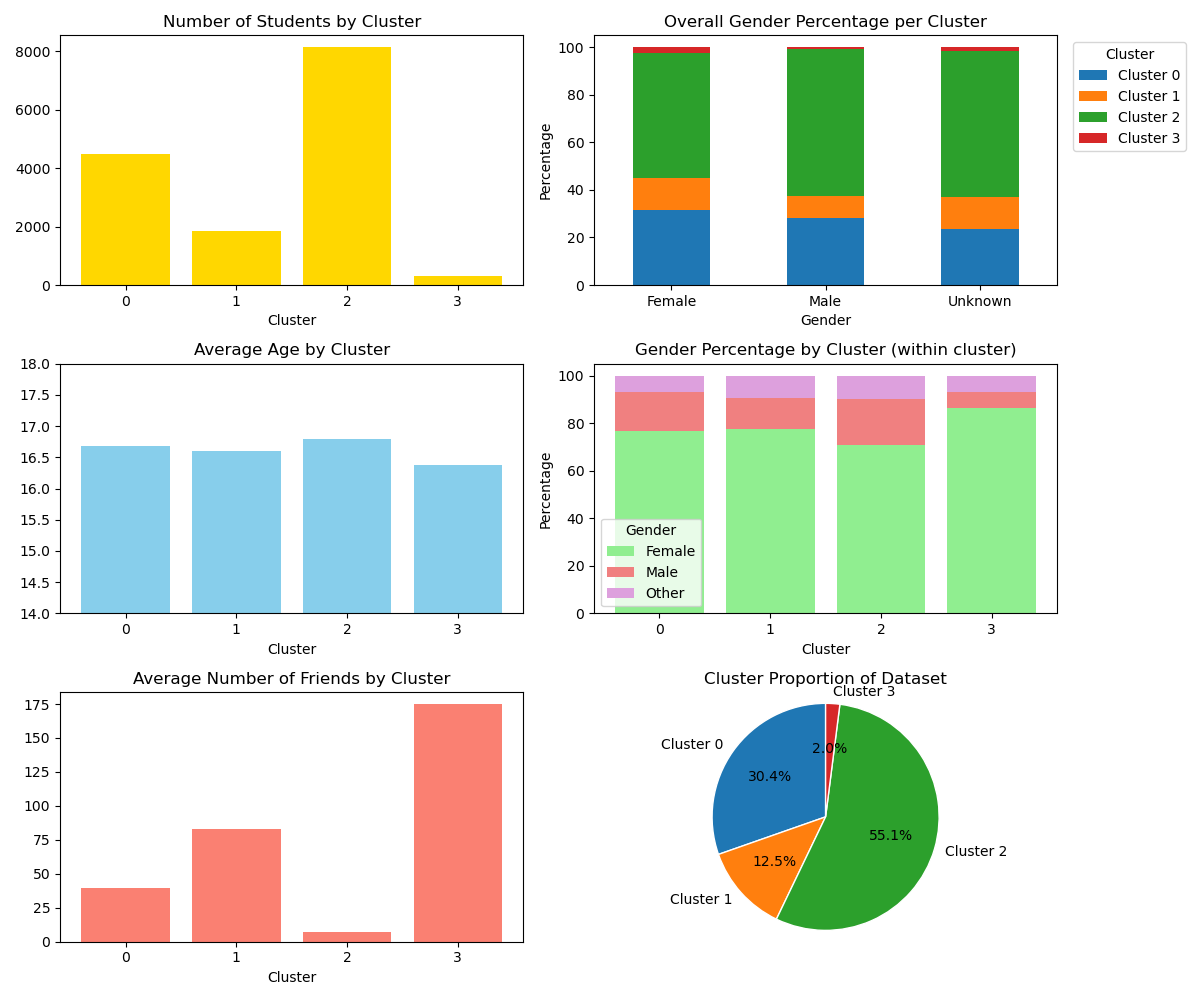 Number of Students by Cluster
8000
6000
4000
2000
0
0 1 2 3
Cluster
Overall Gender Percentage per Cluster
Percentage
100
80
60
40
20
0
Female Male Unknown
Gender
Cluster
Cluster 0
Cluster 1
Cluster 2
Cluster 3
Average Age by Cluster
18.0
17.5
17.0
16.5
16.0
15.5
15.0
14.5
14.0
0 1 2 3
Cluster
Gender Percentage by Cluster (within cluster)
Percentage
100
80
60
40
20
0
Gender
Female
Male
Other
0 1 2 3
Cluster
Average Number of Friends by Cluster
175
150
125
100
75
50
25
0
0 1 2 3
Cluster
Cluster Proportion of Dataset
Cluster 3
Cluster 0
2.0%
30.4%
55.1%
Cluster 2
12.5%
Cluster 1